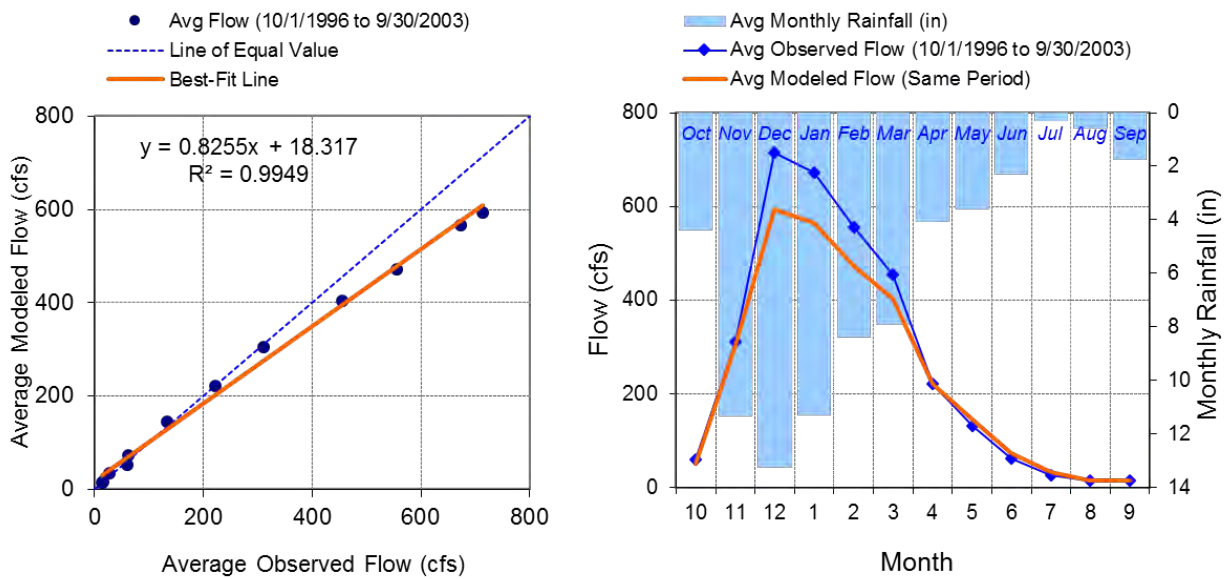 Avg Flow (10/1/1996 to 9/30/2003)
Line of Equal Value
Best-Fit Line
800
600
400
200
0
y = 0.8255x + 18.317
R² = 0.9949
0
200
400
600
800
Average Modeled Flow (cfs)
Average Observed Flow (cfs)
Avg Monthly Rainfall (in)
Avg Observed Flow (10/1/1996 to 9/30/2003)
Avg Modeled Flow (Same Period)
800
600
400
200
0
Oct Nov Dec Jan Feb Mar Apr May Jun Jul Aug Sep
0
2
4
6
8
10
12
14
10 11 12 1 2 3 4 5 6 7 8 9
Flow (cfs)
Monthly Rainfall (in)
Month